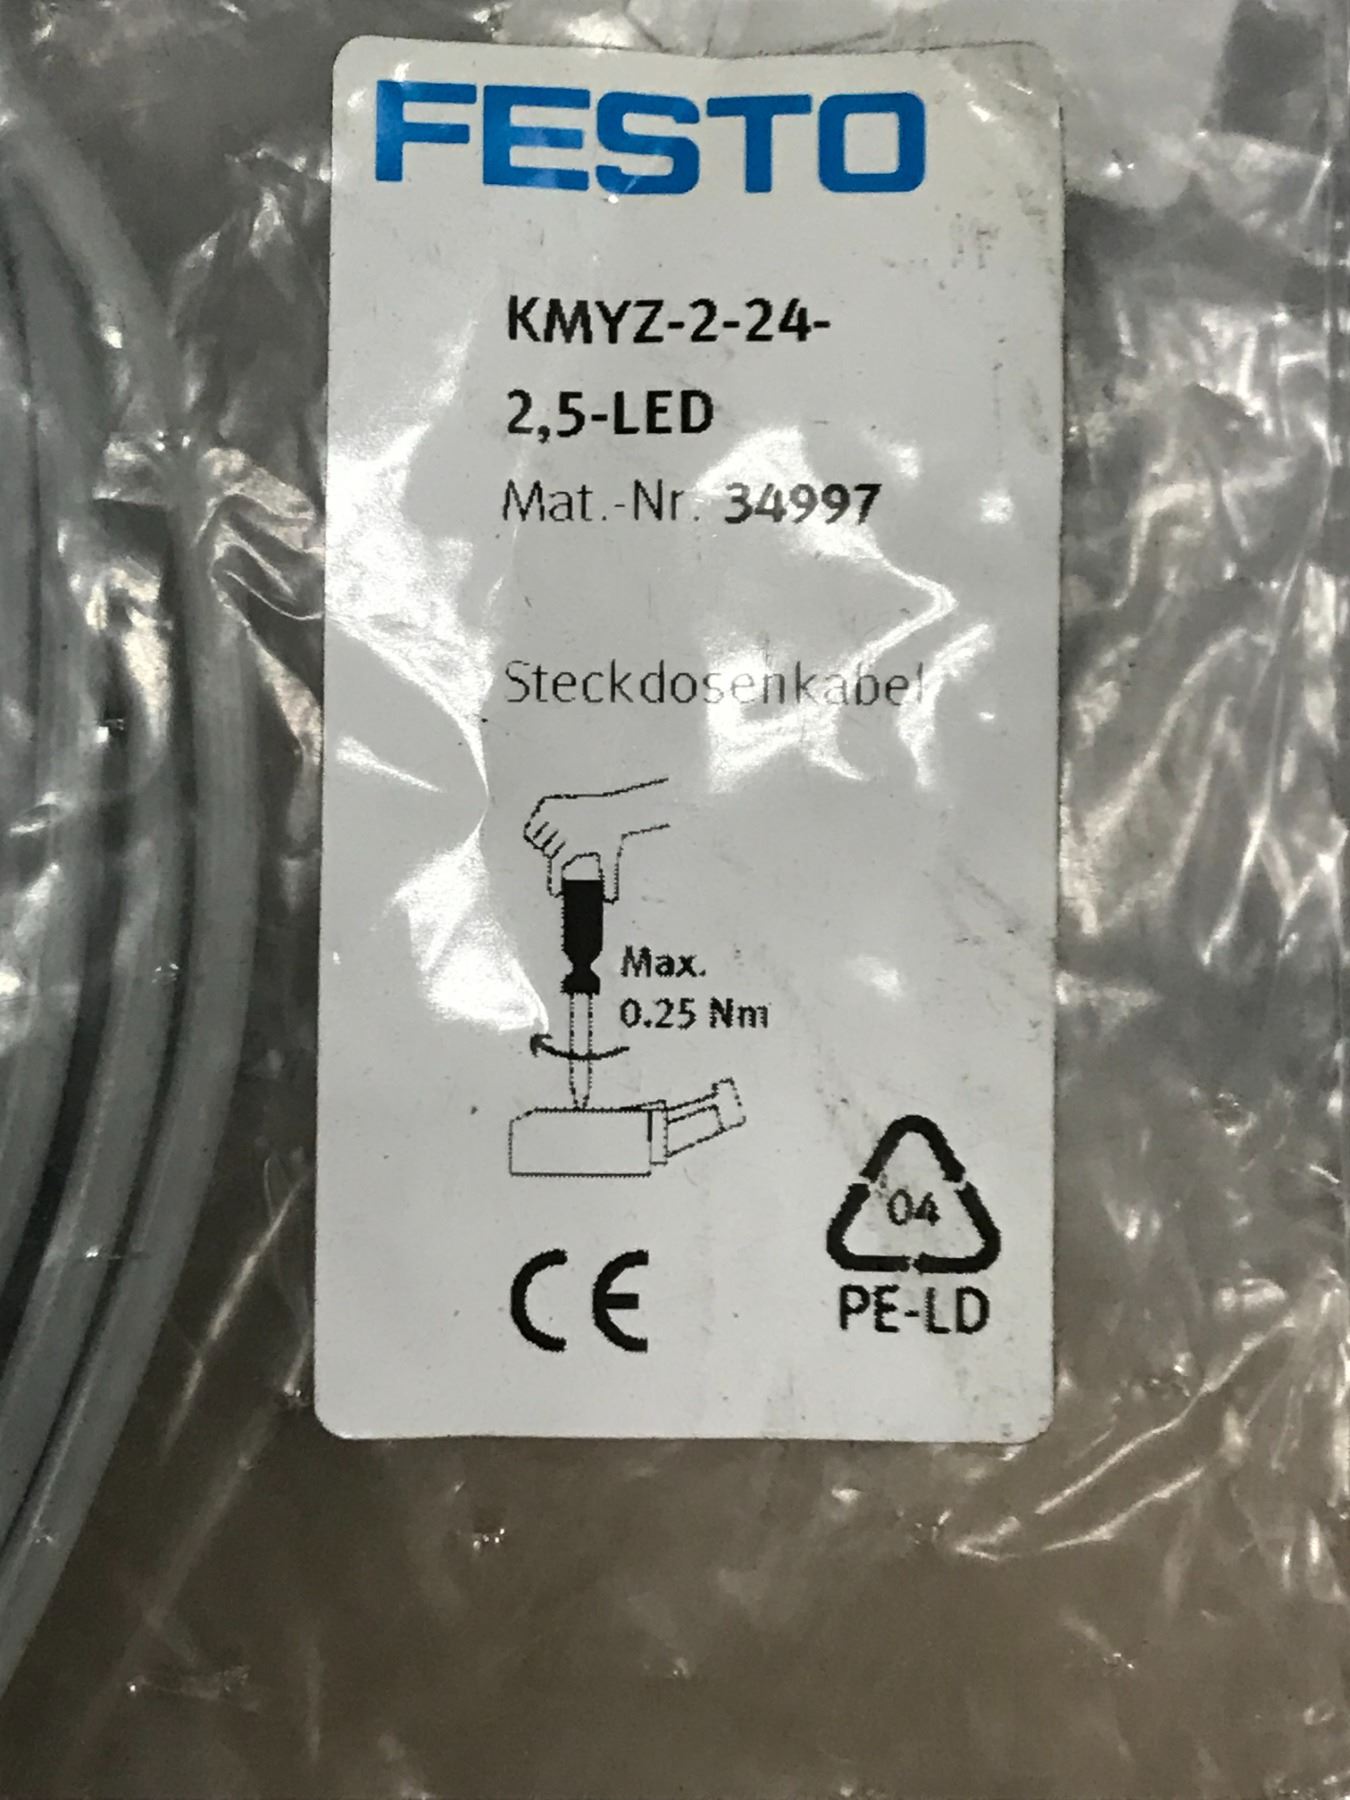 FESTO
KMYZ-2-24-
2,5-LED
Mat.-Nr. 34997
Steckdosenkabel
Max.
0.25 Nm
04
CE
PE-LD